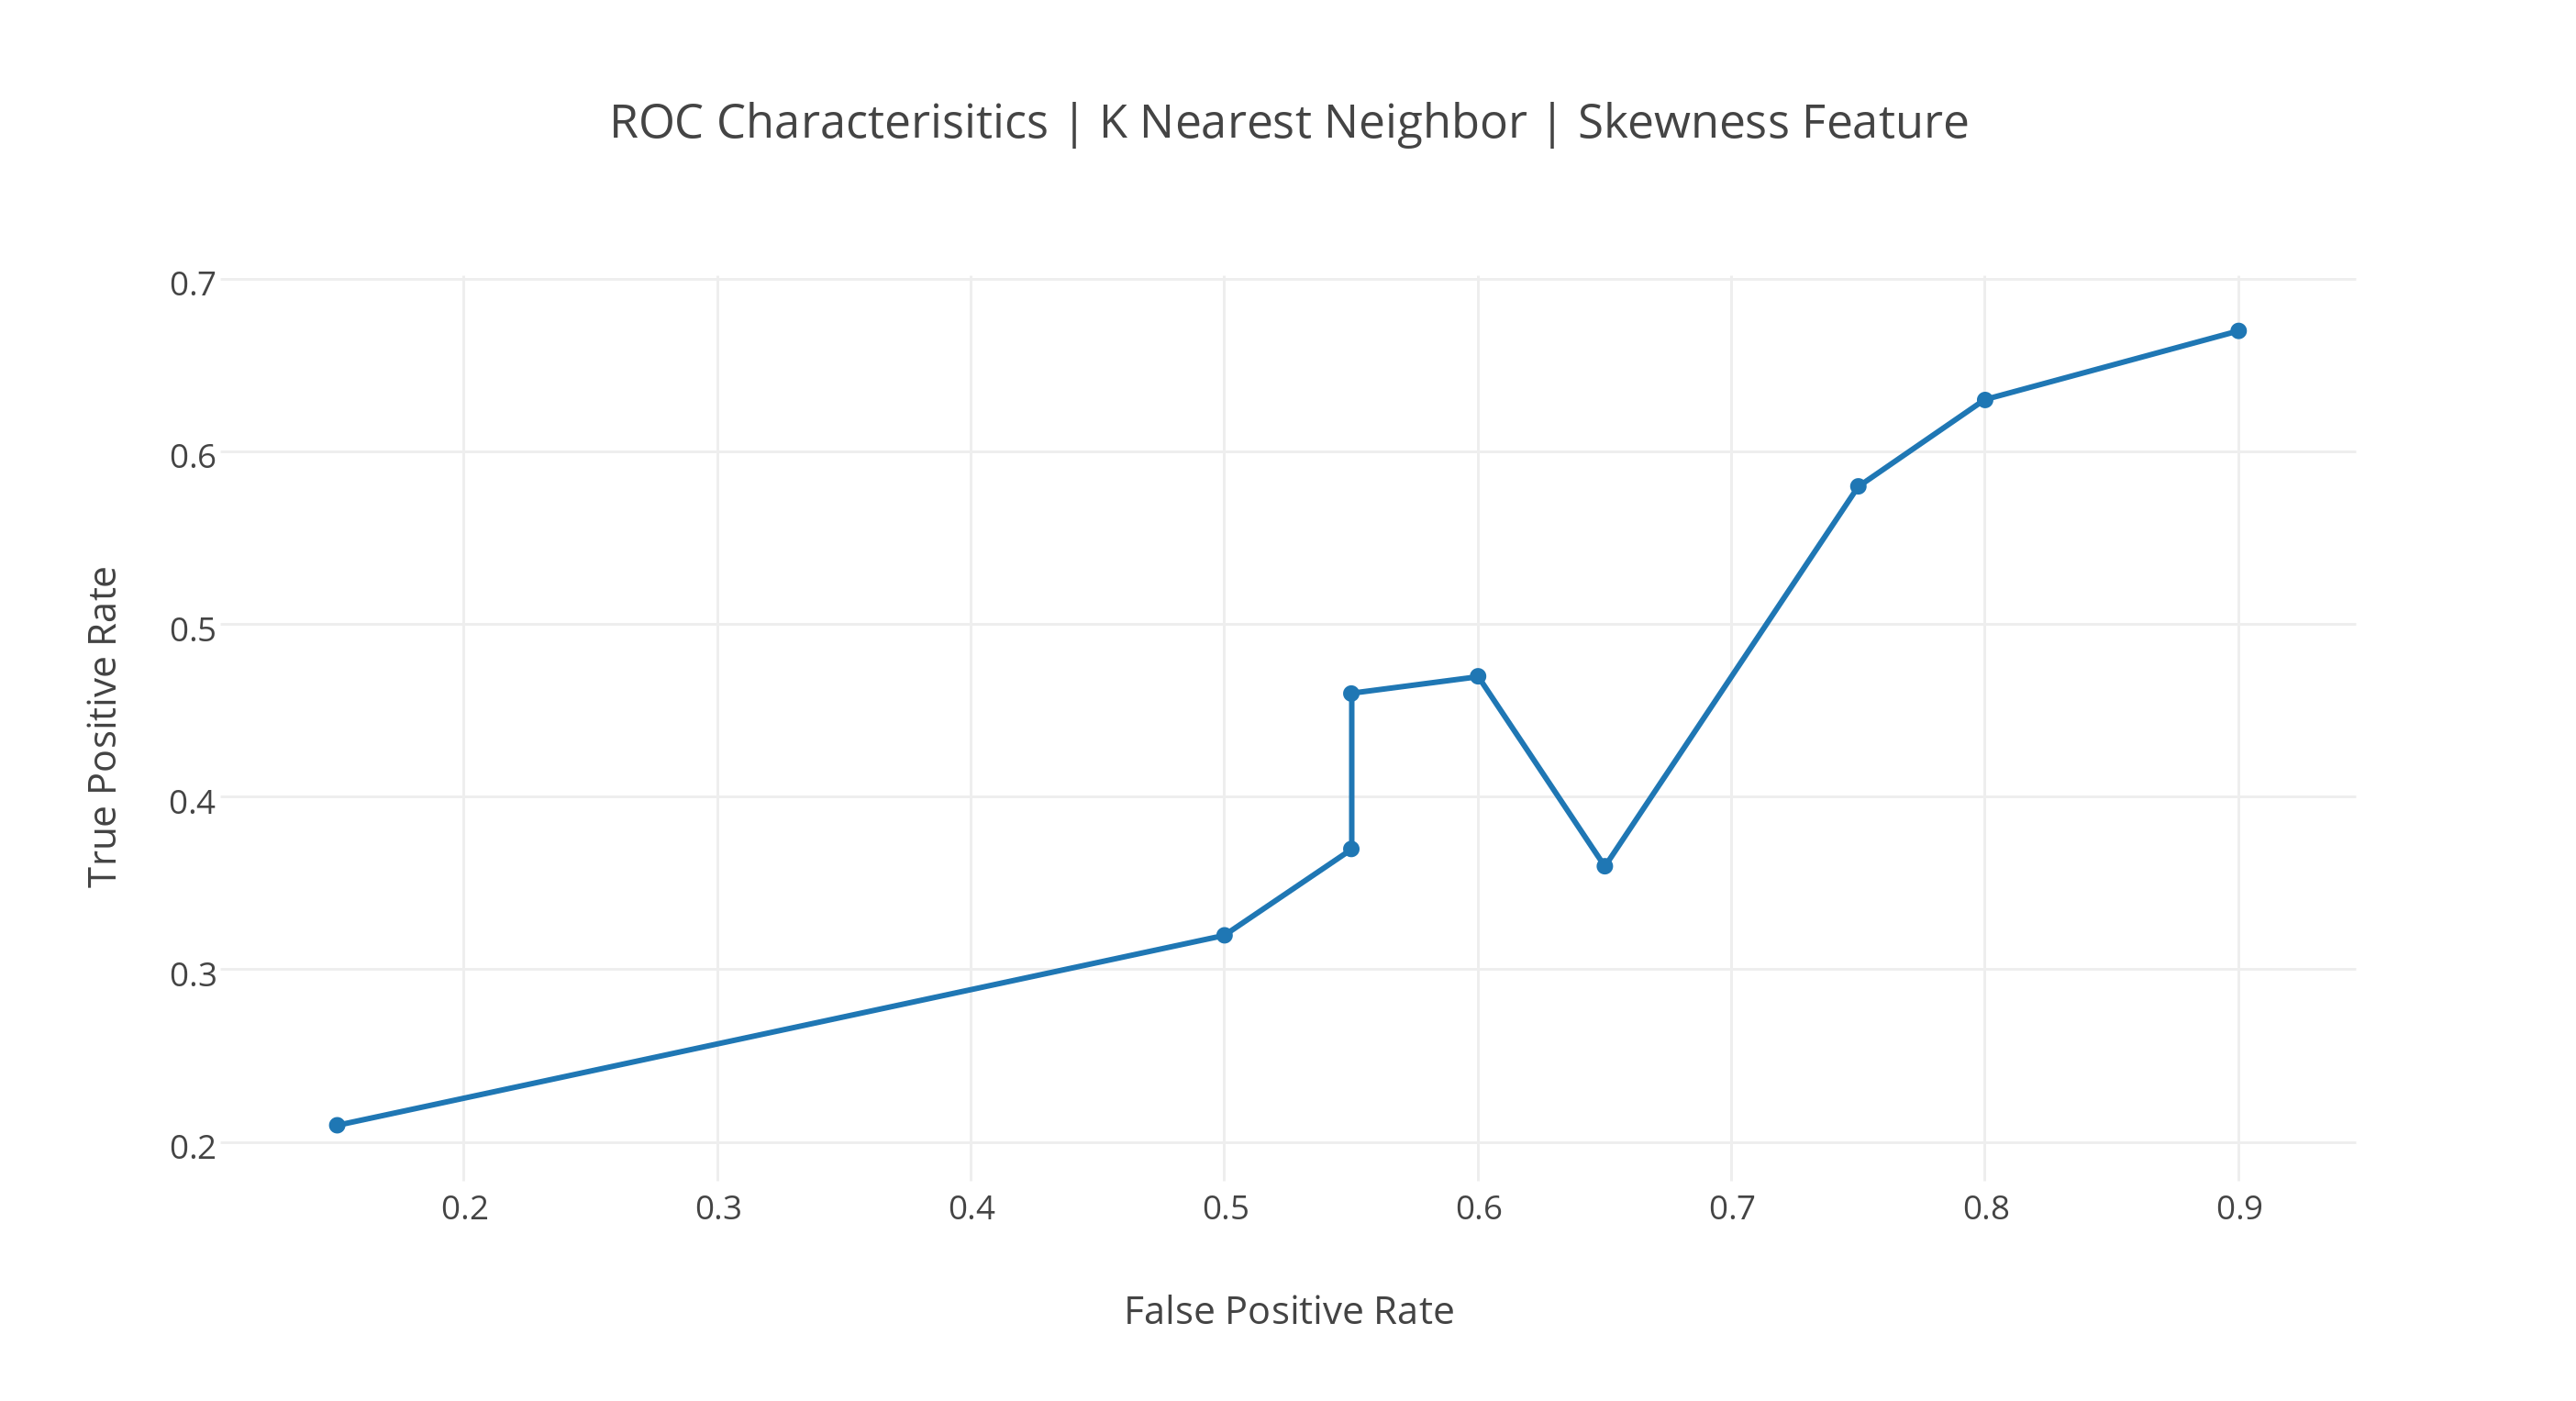 ROC Characterisitics | K Nearest Neighbor | Skewness Feature
0.7
0.6
0.5
0.4
0.3
0.2
True Positive Rate
0.2 0.3 0.4 0.5 0.6 0.7 0.8 0.9
False Positive Rate